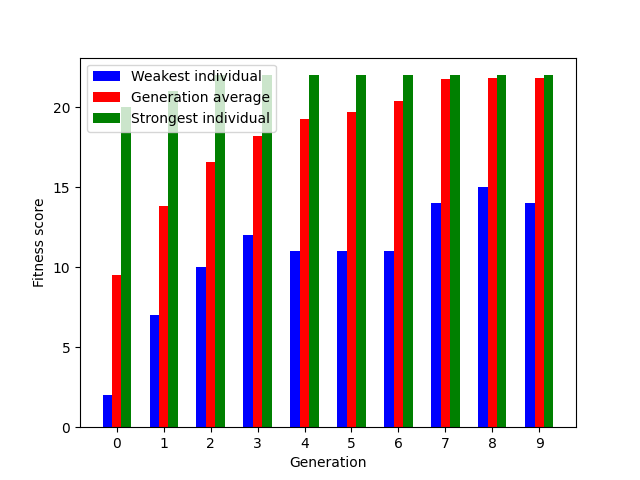 Weakest individual
Generation average
Strongest individual
20
15
10
5
0
Fitness score
0 1 2 3 4 5 6 7 8 9
Generation